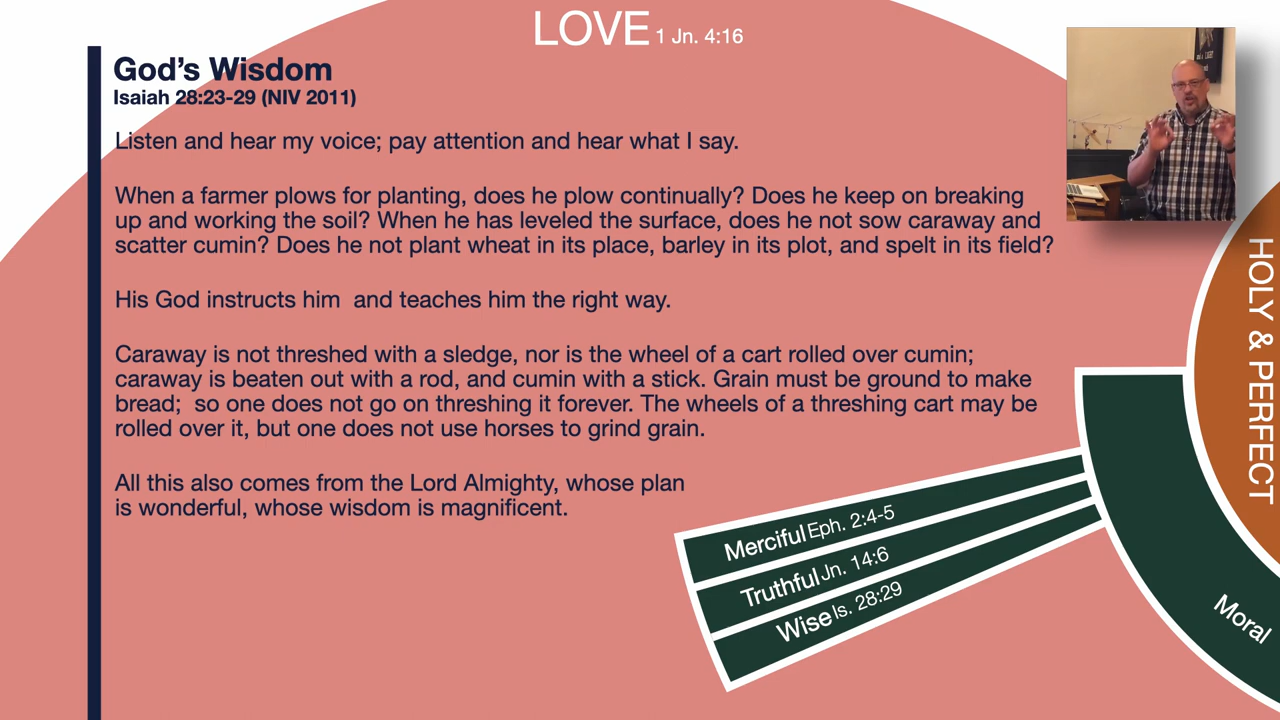 LOVE 1 Jn. 4:16
God's Wisdom
Isaiah 28:23-29 (NIV 2011)
Listen and hear my voice; pay attention and hear what I say.
When a farmer plows for planting, does he plow continually? Does he keep on breaking
up and working the soil? When he has leveled the surface, does he not sow caraway and
scatter cumin? Does he not plant wheat in its place, barley in its plot, and spelt in its field?
His God instructs him  and teaches him the right way.
Caraway is not threshed with a sledge, nor is the wheel of a cart rolled over cumin;
caraway is beaten out with a rod, and cumin with a stick. Grain must be ground to make
bread;  so one does not go on threshing it forever. The wheels of a threshing cart may be
rolled over it, but one does not use horses to grind grain.
All this also comes from the Lord Almighty, whose plan
is wonderful, whose wisdom is magnificent.
Merciful Eph. 2:4-5
Truthful Jn. 14:6
Wise Is. 28:29
Moral
HOLY & PERFECT